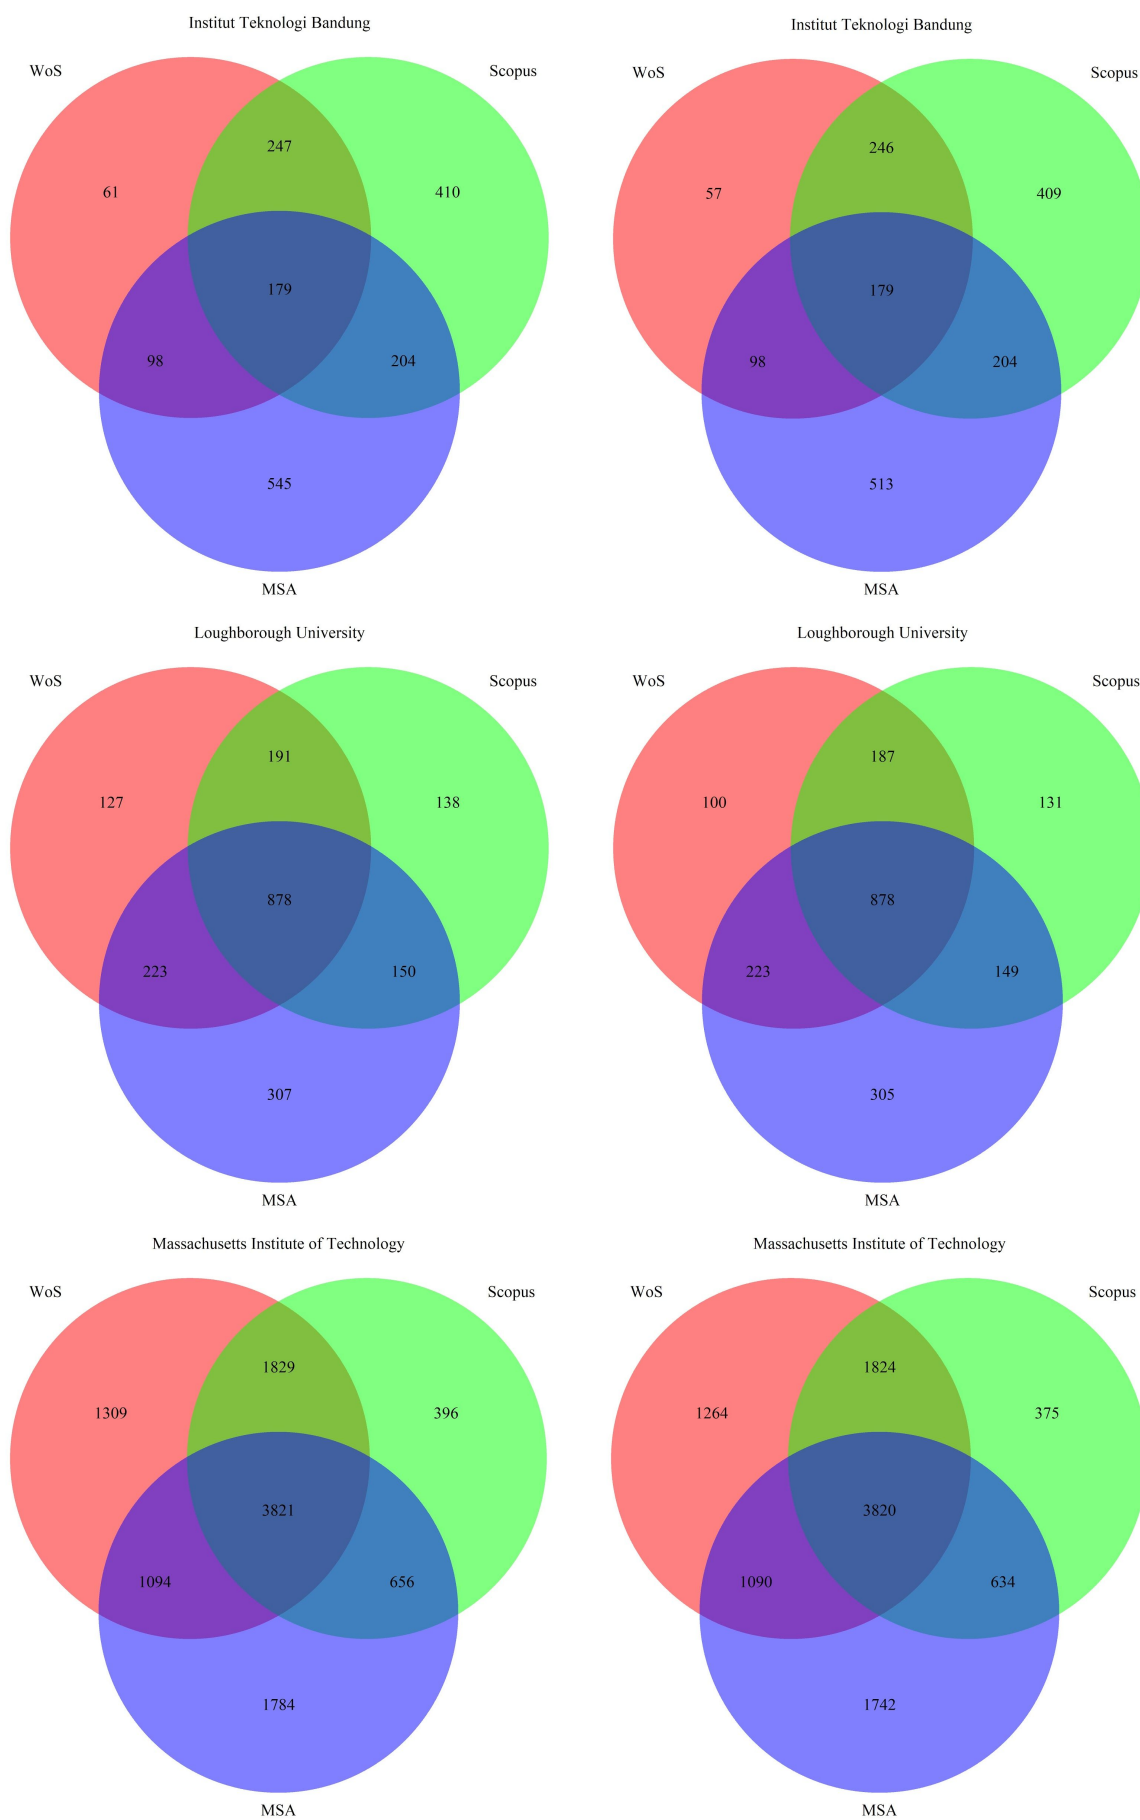 Institut Teknologi Bandung
WoS
Scopus
247
61
410
179
98
204
545
MSA
Institut Teknologi Bandung
WoS
Scopus
246
57
409
179
98
204
513
MSA
Loughborough University
WoS
Scopus
191
127
138
878
223
150
307
MSA
Loughborough University
WoS
Scopus
187
100
131
878
223
149
305
MSA
Massachusetts Institute of Technology
WoS
Scopus
1829
1309
396
3821
1094
656
1784
MSA
Massachusetts Institute of Technology
WoS
Scopus
1824
1264
375
3820
1090
634
1742
MSA